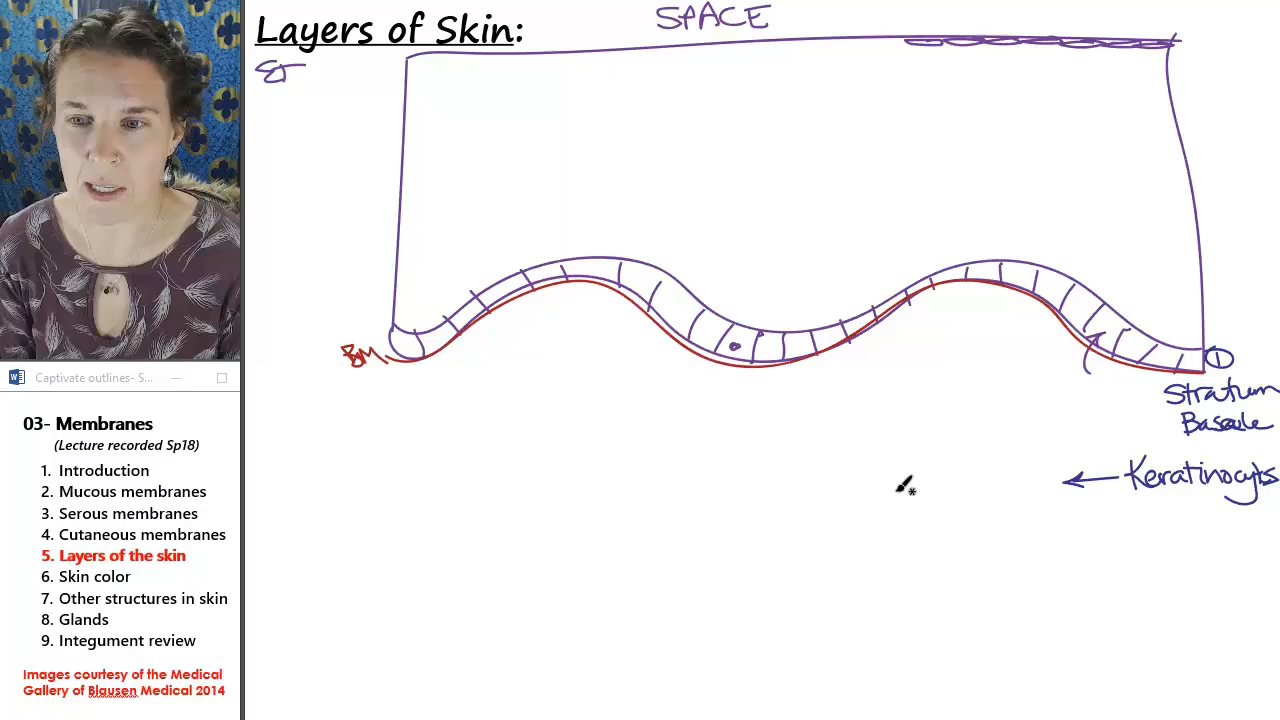 Layers of Skin:
SPACE
BM
1
Stratum
Basale
Keratinocyts
Captivate outlines- S...
03- Membranes
(Lecture recorded Sp18)
1. Introduction
2. Mucous membranes
3. Serous membranes
4. Cutaneous membranes
5. Layers of the skin
6. Skin color
7. Other structures in skin
8. Glands
9. Integument review
Images courtesy of the Medical
Gallery of Blausen Medical 2014